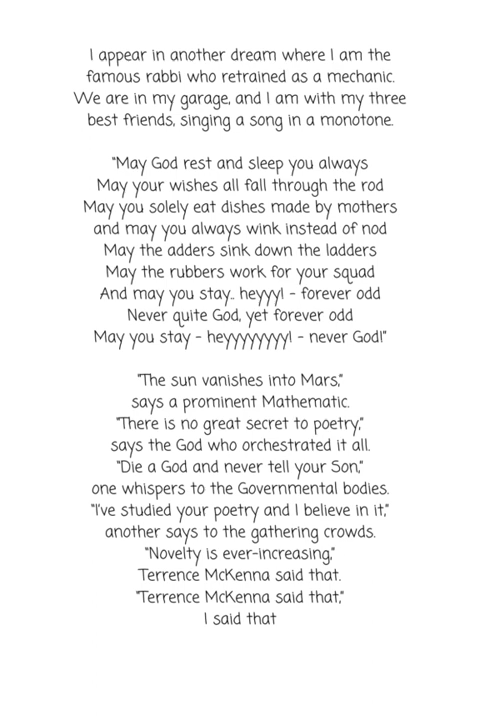 I appear in another dream where I am the
famous rabbi who retrained as a mechanic.
We are in my garage, and I am with my three
best friends, singing a song in a monotone.

"May God rest and sleep you always
May your wishes all fall through the rod
May you solely eat dishes made by mothers
and may you always wink instead of nod
May the adders sink down the ladders
May the rubbers work for your squad
And may you stay.. heyyy! - forever odd
Never quite God, yet forever odd
May you stay - heyyyyyyyy! - never God!"

"The sun vanishes into Mars,"
says a prominent Mathematic.
"There is no great secret to poetry,"
says the God who orchestrated it all.
"Die a God and never tell your Son,"
one whispers to the Governmental bodies.
"I've studied your poetry and I believe in it,"
another says to the gathering crowds.
"Novelty is ever-increasing,"
Terrence McKenna said that.
"Terrence McKenna said that,"
I said that